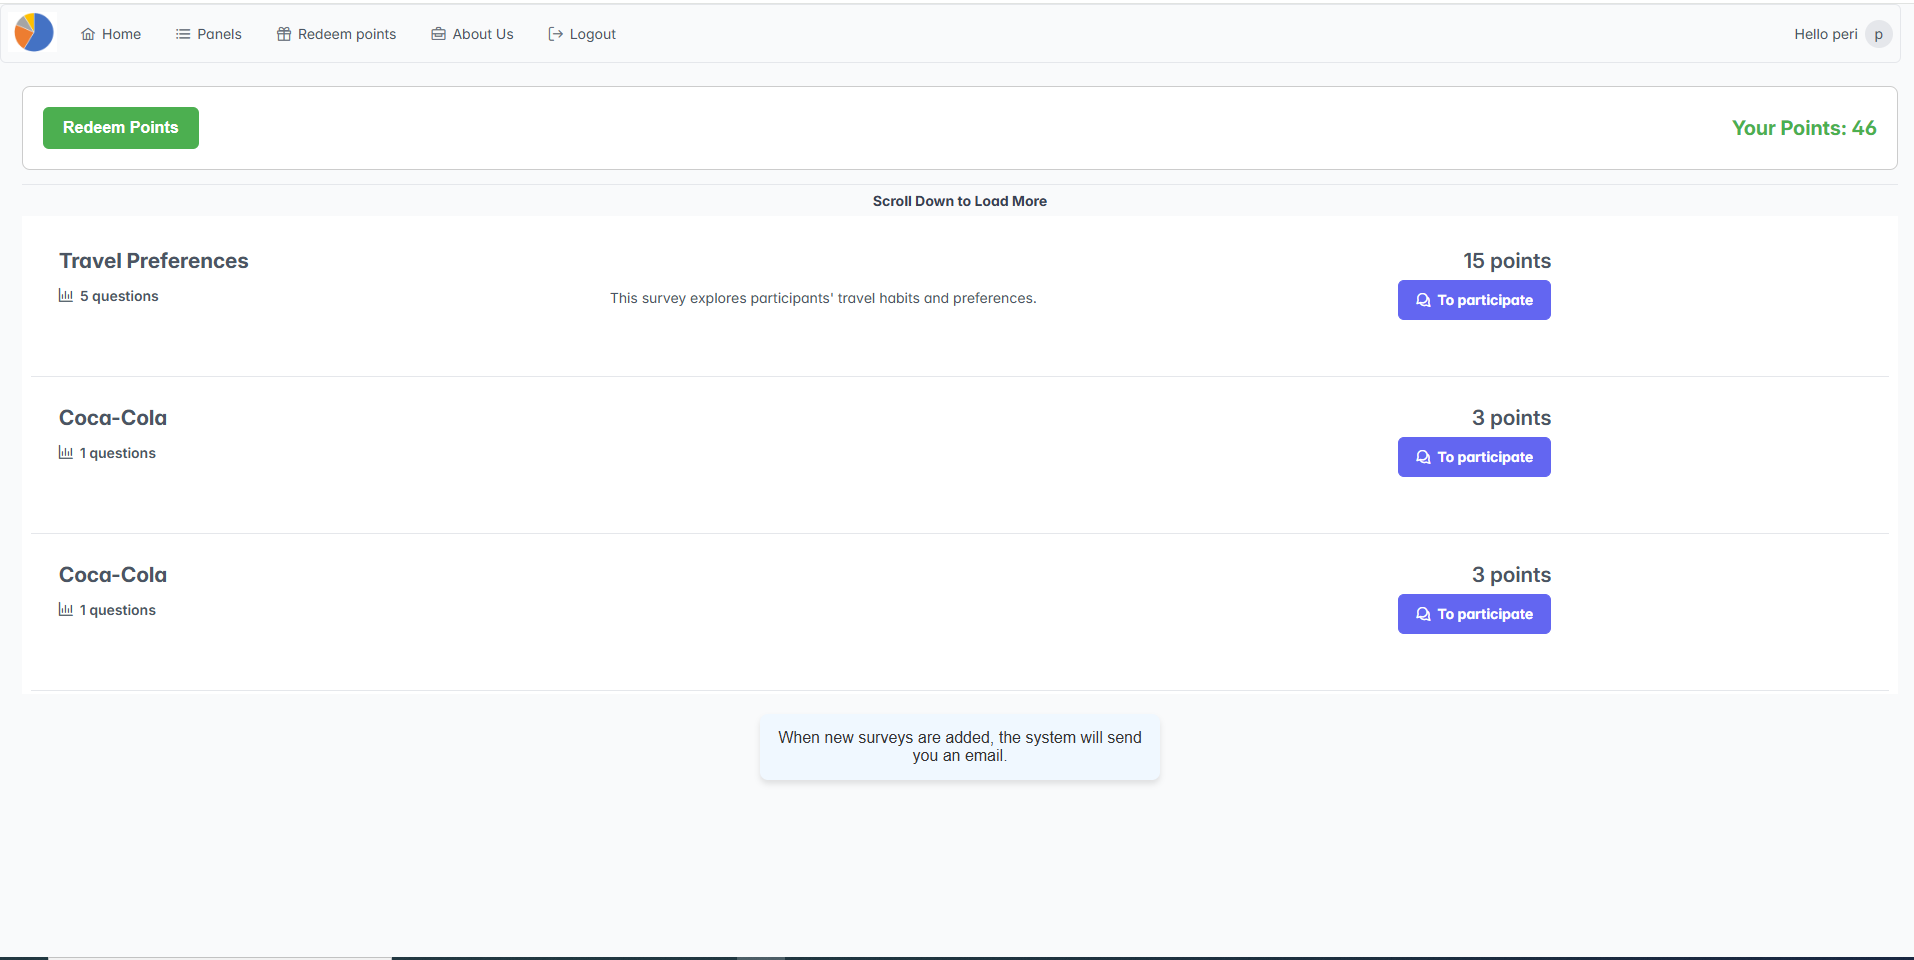 Home
Panels
Redeem points
About Us
Logout
Hello peri
p
Redeem Points
Your Points: 46
Scroll Down to Load More
Travel Preferences
15 points
5 questions
This survey explores participants' travel habits and preferences.
To participate
Coca-Cola
3 points
1 questions
To participate
Coca-Cola
3 points
1 questions
To participate
When new surveys are added, the system will send
you an email.